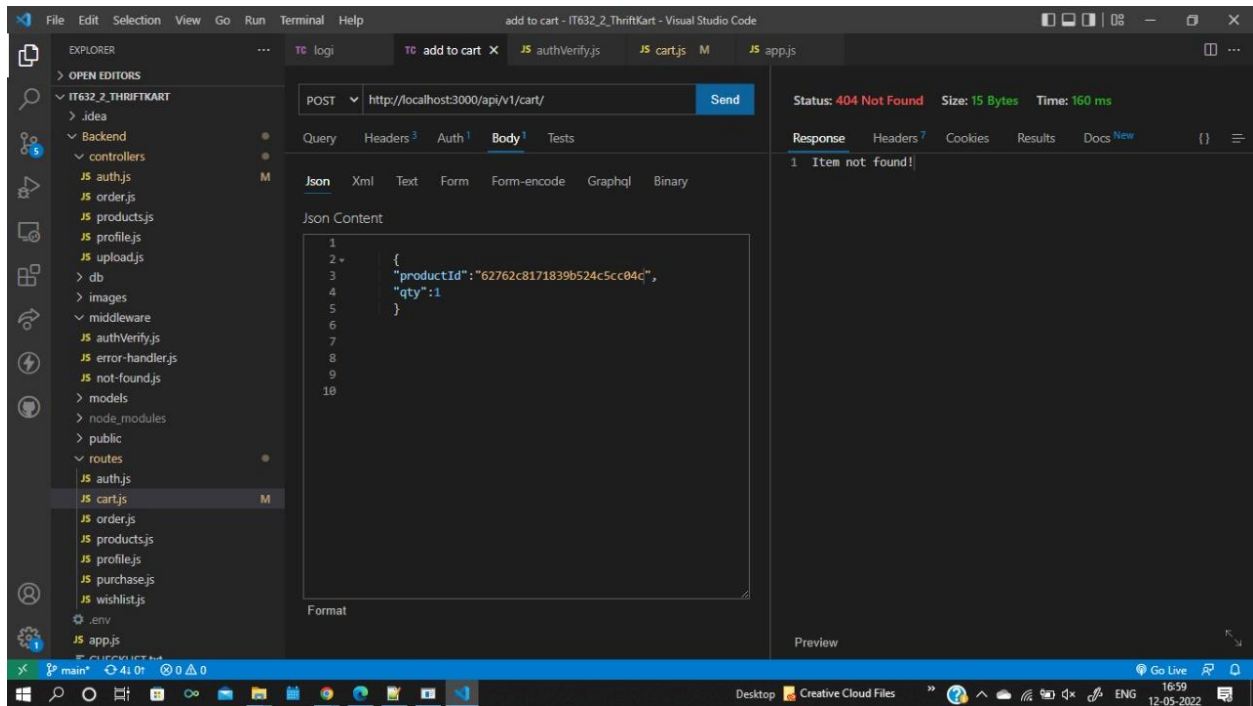 File Edit Selection View Go Run Terminal Help
add to cart - IT632_2_ThriftKart - Visual Studio Code
EXPLORER
OPEN EDITORS
IT632_2_THRIFTKART
.idea
Backend
controllers
JS auth.js M
JS order.js
JS products.js
JS profile.js
JS upload.js
db
images
middleware
JS authVerify.js
JS error-handler.js
JS not-found.js
models
node_modules
public
routes
JS auth.js
JS cart.js M
JS order.js
JS products.js
JS profile.js
JS purchase.js
JS wishlist.js
.env
JS app.js
CHECKLIST.txt
TC logi TC add to cart JS authVerify.js JS cart.js M JS app.js
POST http://localhost:3000/api/v1/cart/ Send
Query Headers 3 Auth 1 Body 1 Tests
Json Xml Text Form Form-encode Graphql Binary
Json Content
1
2 {
3 "productId":"62762c8171839b524c5cc04c",
4 "qty":1
5 }
6
7
8
9
10
Format
Status: 404 Not Found Size: 15 Bytes Time: 160 ms
Response Headers 7 Cookies Results Docs New {}
1 Item not found!
Preview
5
1
main* 4↓ 0↑ 0 0 Go Live
Desktop Creative Cloud Files ENG 16:59
12-05-2022